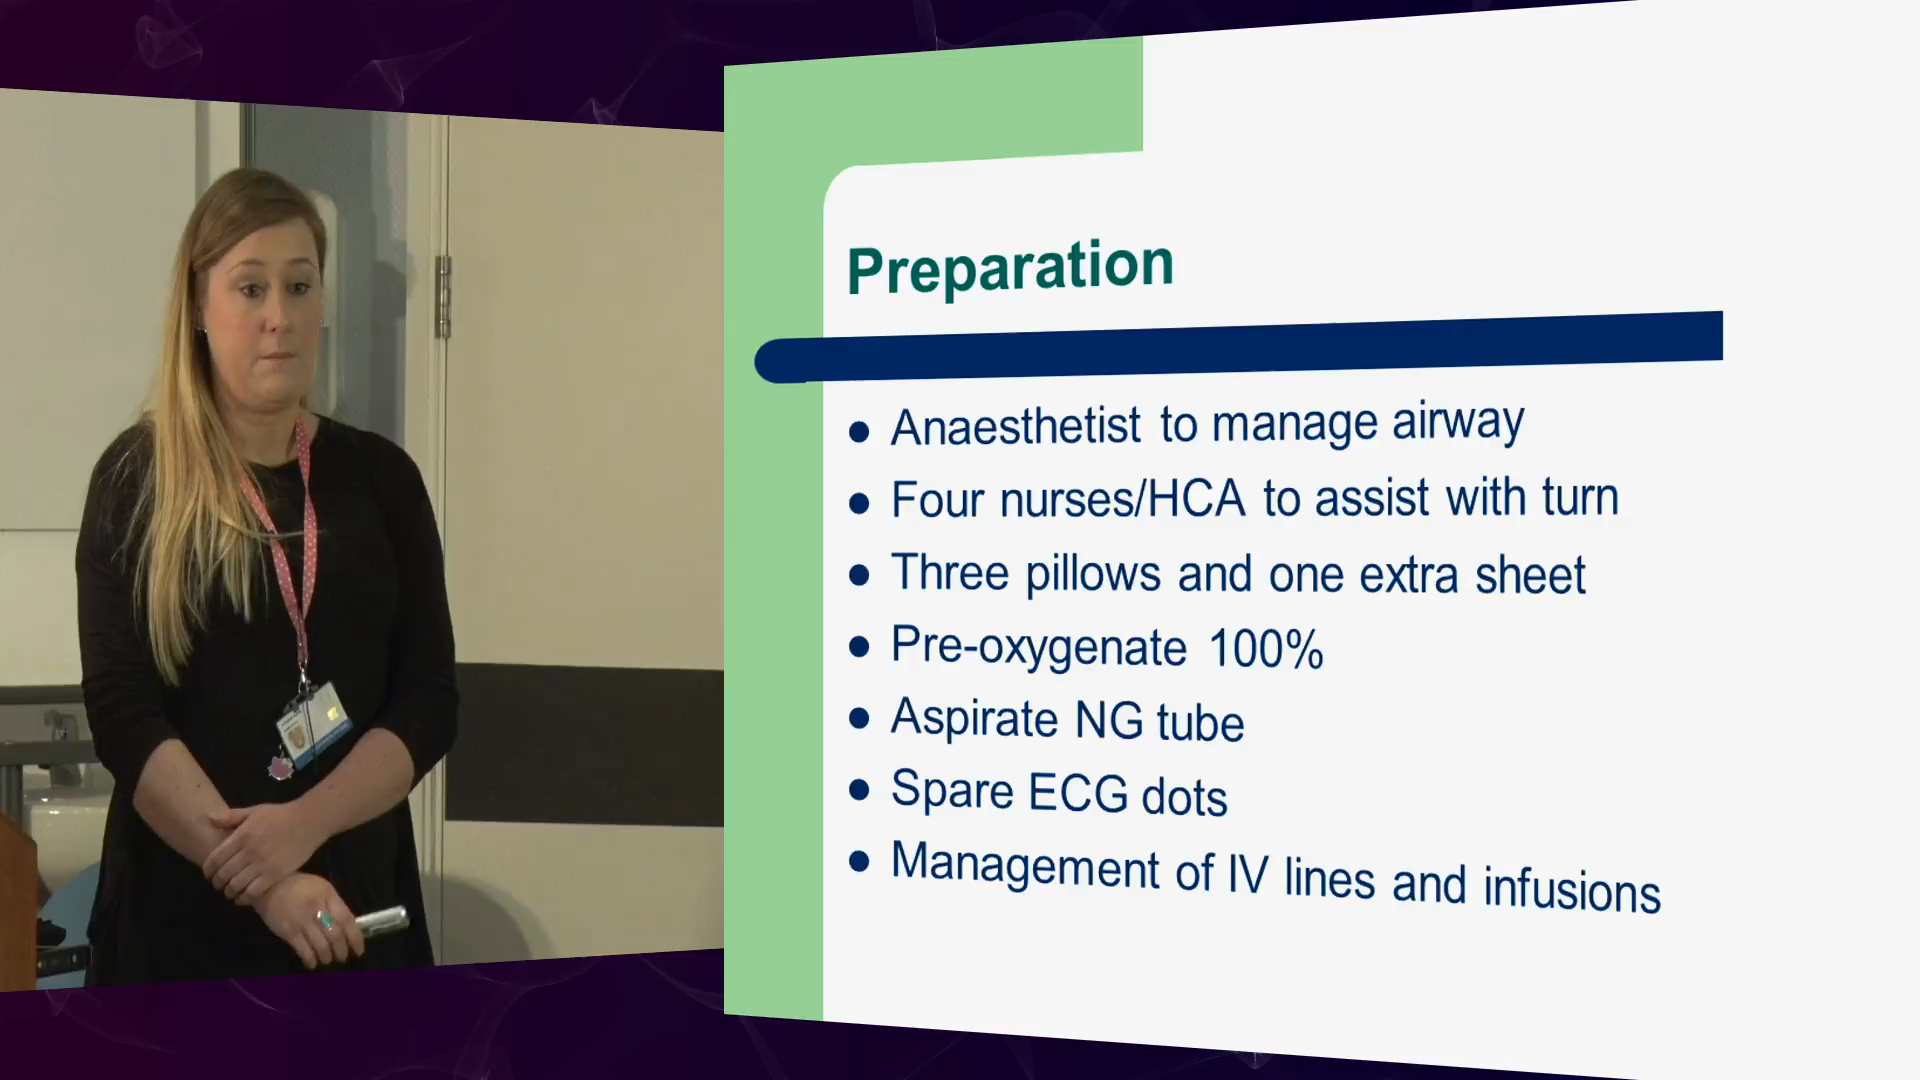 Preparation
Anaesthetist to manage airway
Four nurses/HCA to assist with turn
Three pillows and one extra sheet
Pre-oxygenate 100%
Aspirate NG tube
Spare ECG dots
Management of IV lines and infusions